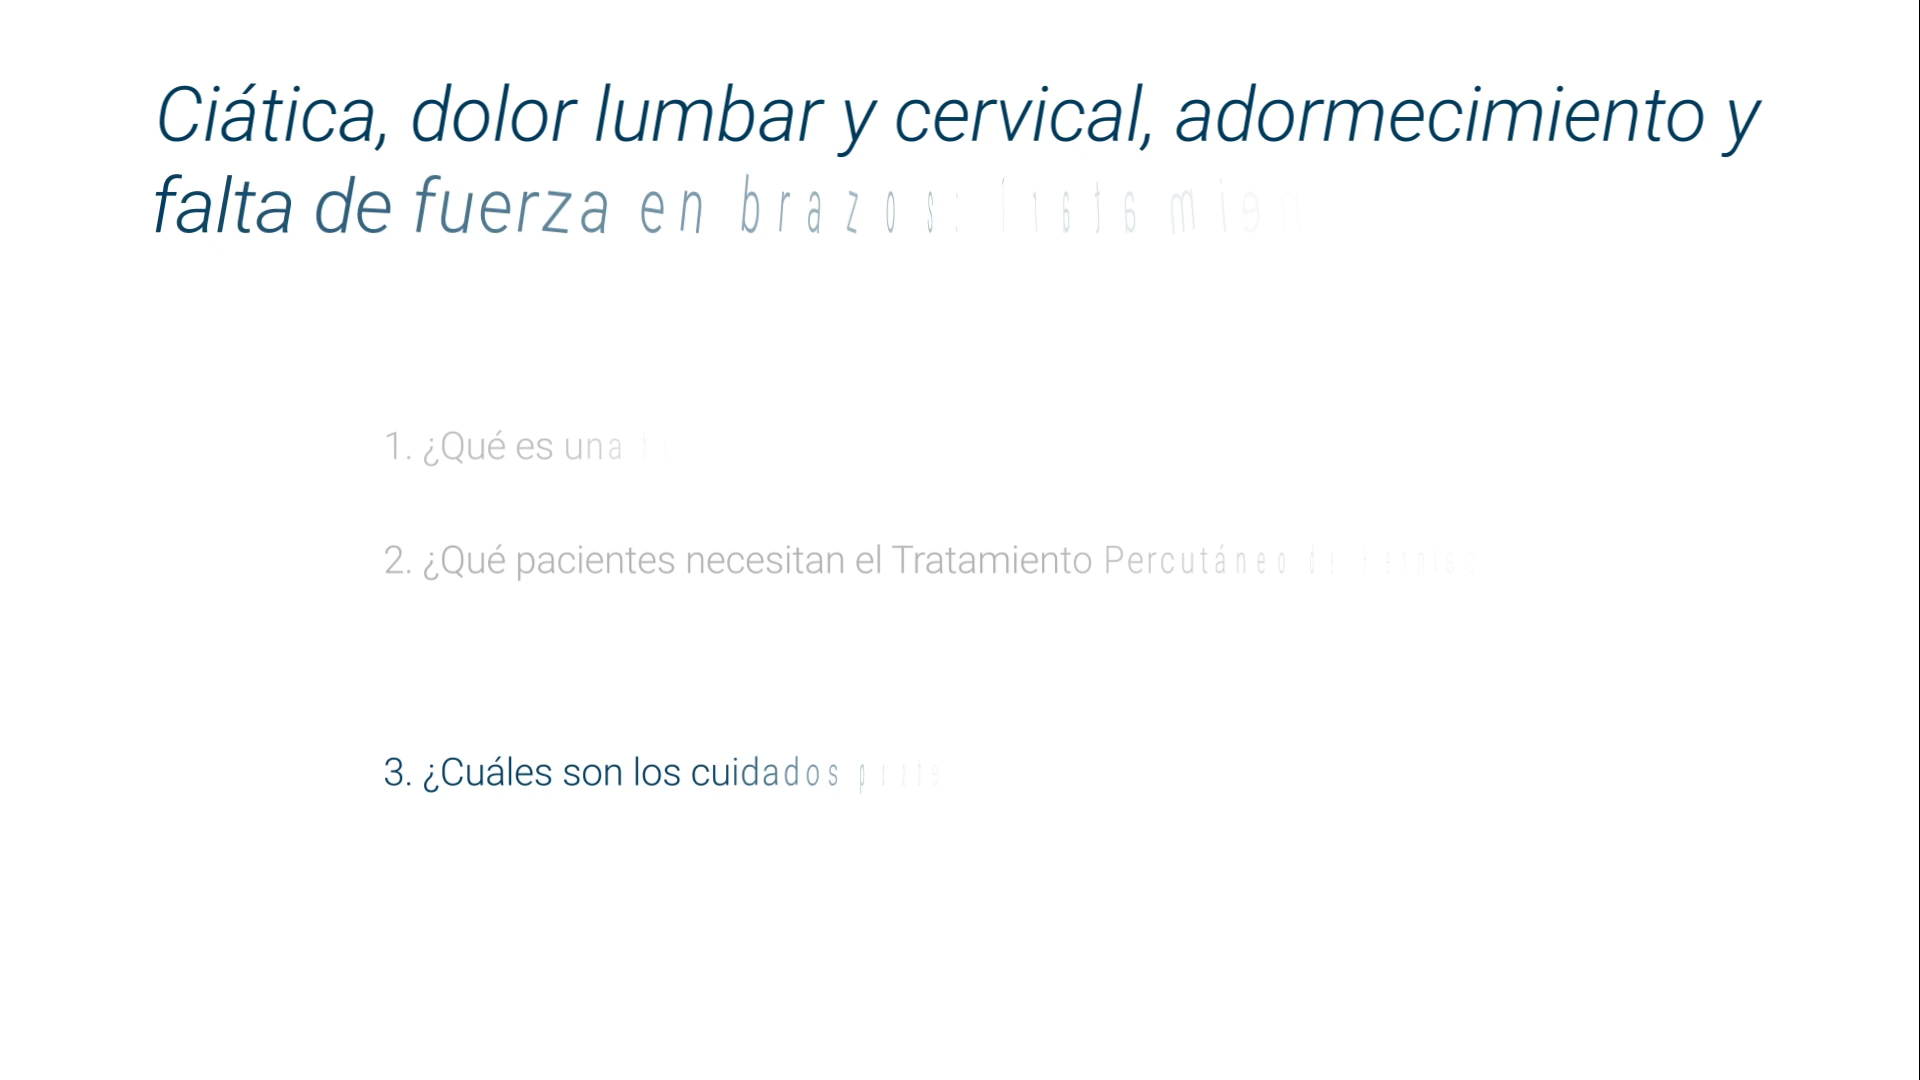 Ciática, dolor lumbar y cervical, adormecimiento y
falta de fuerza en brazos:
1. ¿Qué es una
2. ¿Qué pacientes necesitan el Tratamiento Percutáneo de
3. ¿Cuáles son los cuidados